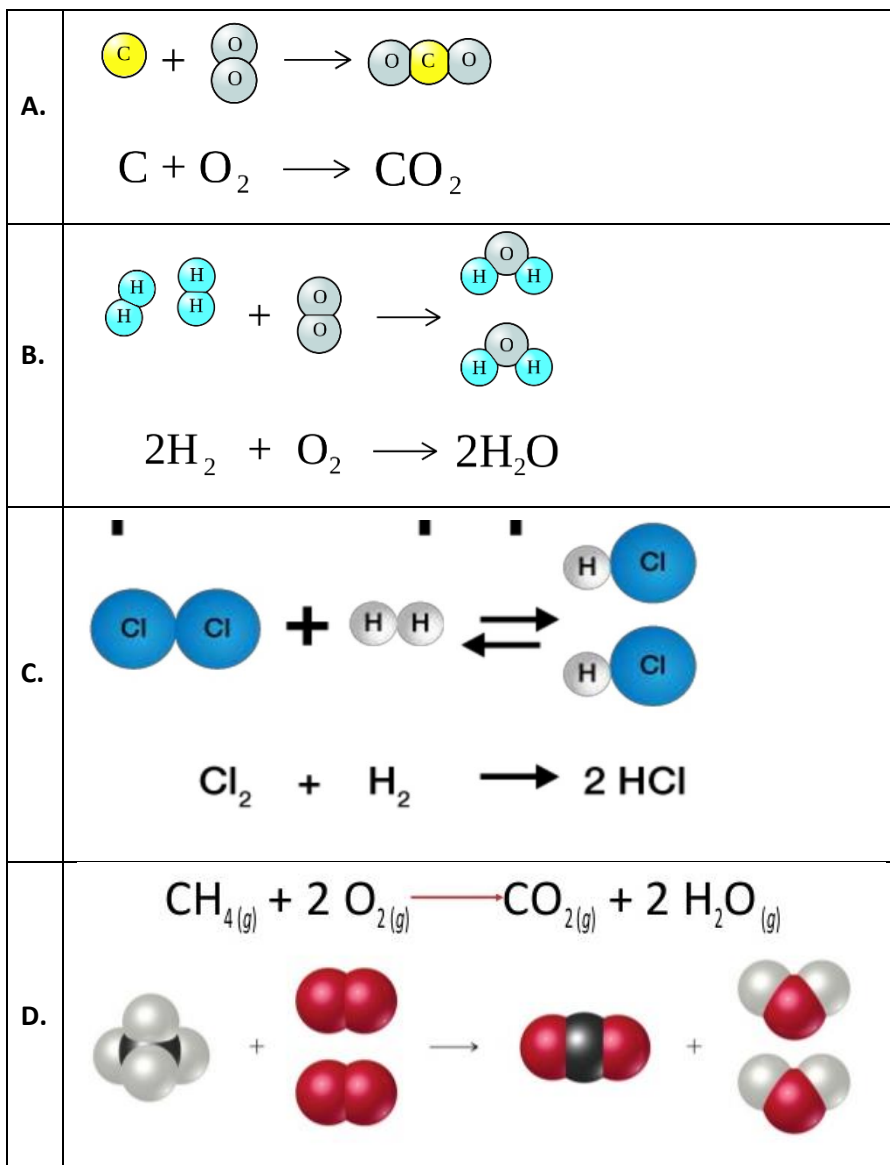 A.
C + O O → O C O
C + O₂ → CO₂
B.
H H H H + O O → H O H H O H
2H₂ + O₂ → 2H₂O
C.
Cl Cl + H H ⇌ H Cl H Cl
Cl₂ + H₂ → 2 HCl
D.
CH₄ (g) + 2 O₂ (g) → CO₂ (g) + 2 H₂O (g)
+ → +